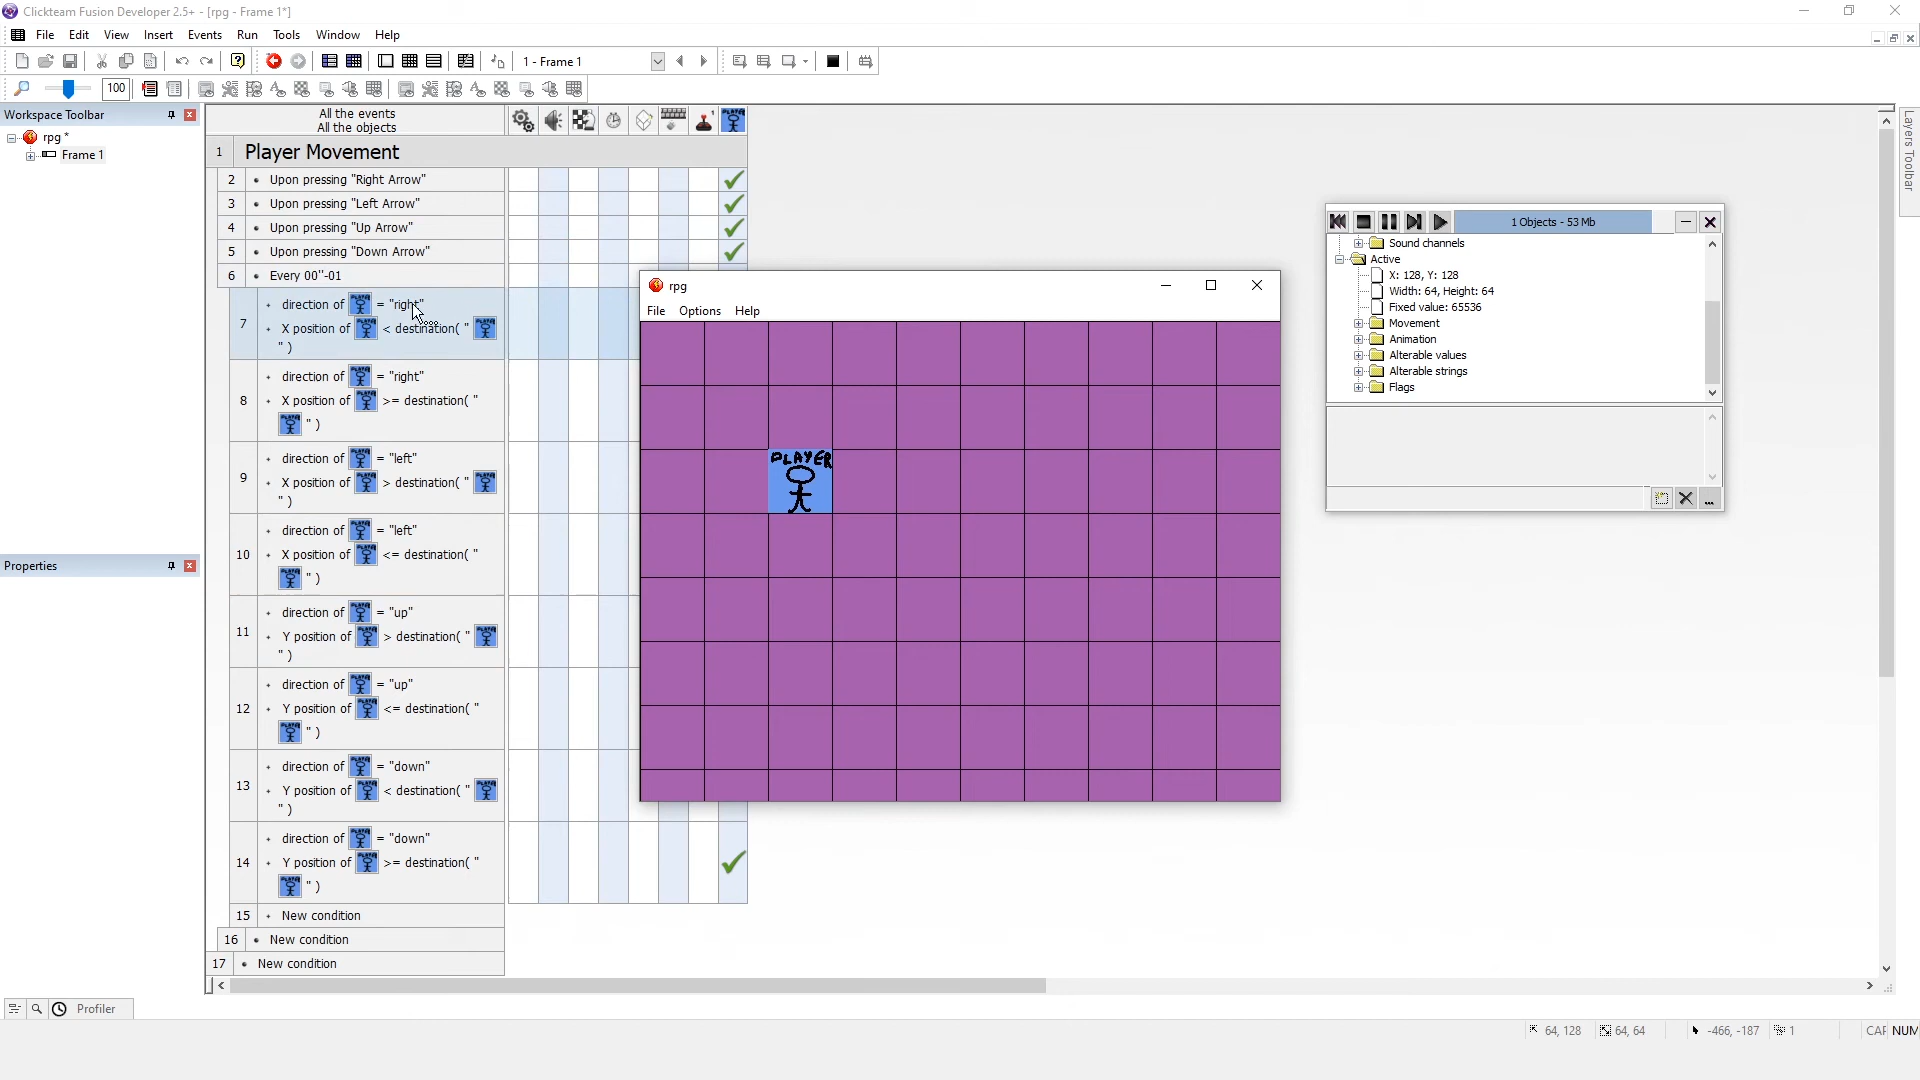 Clickteam Fusion Developer 2.5+ - [rpg - Frame 1*]
File Edit View Insert Events Run Tools Window Help
1 - Frame 1
100
Workspace Toolbar
rpg *
Frame 1
Properties
All the events
All the objects
1 Player Movement
2 • Upon pressing "Right Arrow"
3 • Upon pressing "Left Arrow"
4 • Upon pressing "Up Arrow"
5 • Upon pressing "Down Arrow"
6 • Every 00"-01
7
direction of = "right"
X position of < destination( "
" )
8
direction of = "right"
X position of >= destination( "
" )
9
direction of = "left"
X position of > destination( "
" )
10
direction of = "left"
X position of <= destination( "
" )
11
direction of = "up"
Y position of > destination( "
" )
12
direction of = "up"
Y position of <= destination( "
" )
13
direction of = "down"
Y position of < destination( "
" )
14
direction of = "down"
Y position of >= destination( "
" )
15 • New condition
16 • New condition
17 • New condition
rpg
File Options Help
PLAYER
1 Objects - 53 Mb
Sound channels
Active
X: 128, Y: 128
Width: 64, Height: 64
Fixed value: 65536
Movement
Animation
Alterable values
Alterable strings
Flags
...
Layers Toolbar
Profiler
64, 128
64, 64
-466, -187
1
CAP NUM